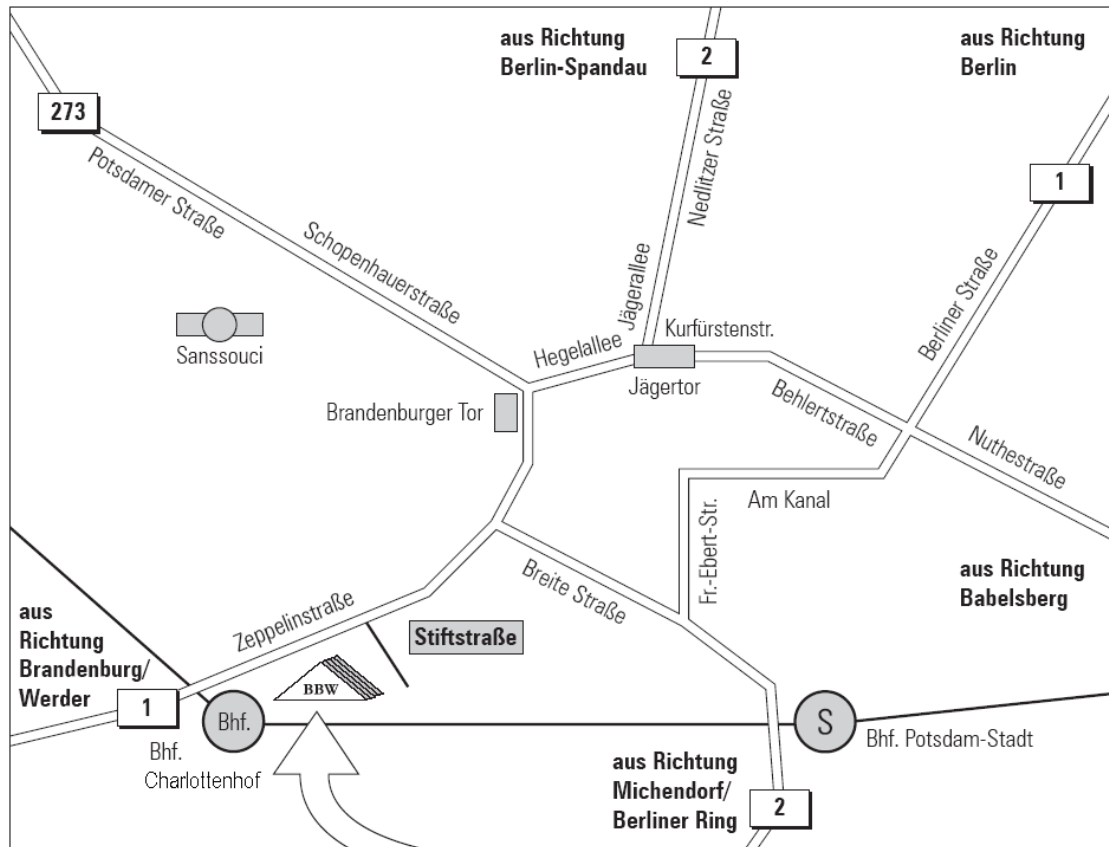 aus Richtung
Berlin-Spandau
2
aus Richtung
Berlin
273
Potsdamer Straße
Nedlitzer Straße
1
Schopenhauerstraße
Jägerallee
Berliner Straße
Sanssouci
Hegelallee
Kurfürstenstr.
Jägertor
Brandenburger Tor
Behlertstraße
Nuthestraße
Am Kanal
Fr.-Ebert-Str.
Breite Straße
aus Richtung
Babelsberg
Zeppelinstraße
Stiftstraße
aus
Richtung
Brandenburg/
Werder
BBW
1
Bhf.
Bhf.
Charlottenhof
S
Bhf. Potsdam-Stadt
aus Richtung
Michendorf/
Berliner Ring
2